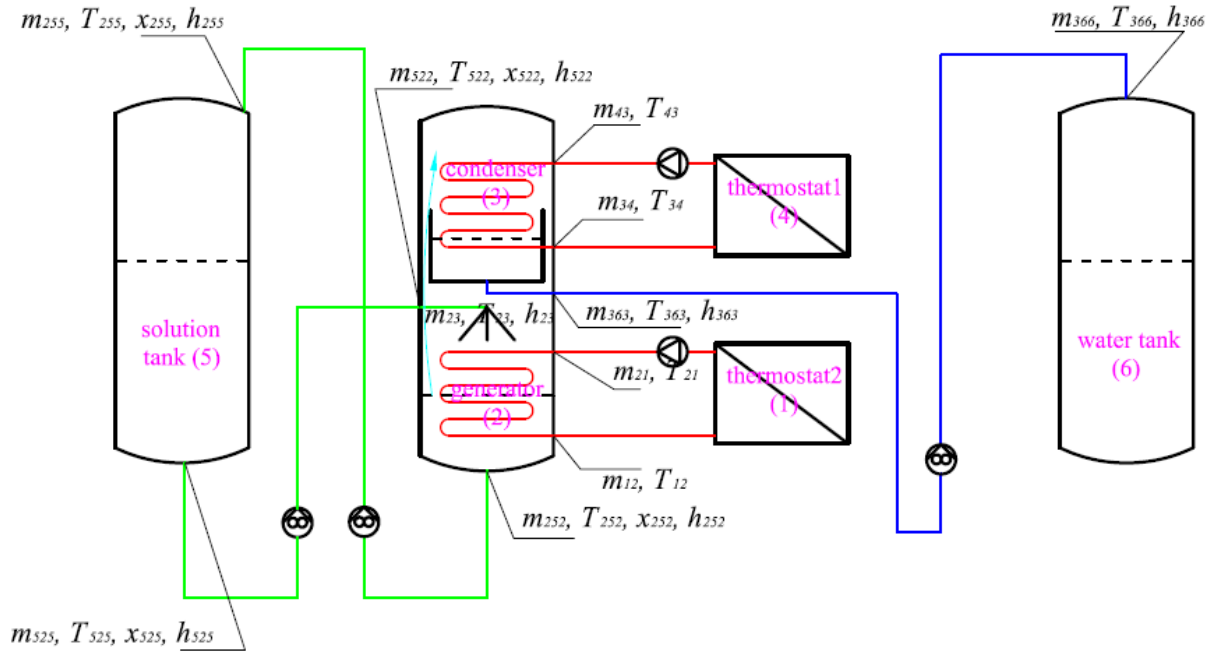 m255, T255, x255, h255
m366, T366, h366
m522, T522, x522, h522
m43, T43
condenser
(3)
thermostat1
(4)
m34, T34
m23, T23, h23
m363, T363, h363
solution
tank (5)
water tank
(6)
m21, T21
generator
(2)
thermostat2
(1)
m12, T12
m252, T252, x252, h252
m525, T525, x525, h525